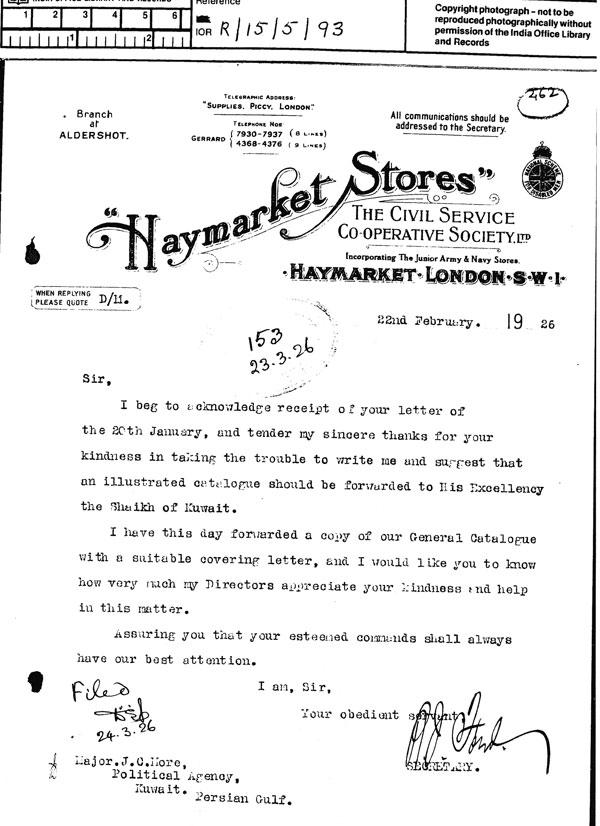 Reference
IOR R/15/5/93
Copyright photograph - not to be
reproduced photographically without
permission of the India Office Library
and Records
1 2 3 4 5 6
1 2
262
Branch
at
ALDERSHOT.
TELEGRAPHIC ADDRESS:
"SUPPLIES, PICCY, LONDON."
TELEPHONE NOS
GERRARD { 7930-7937 (8 LINES)
4368-4376 (9 LINES)
All communications should be
addressed to the Secretary.
"Haymarket Stores"
THE CIVIL SERVICE
CO-OPERATIVE SOCIETY, LTD
Incorporating The Junior Army & Navy Stores.
HAYMARKET · LONDON · S · W · 1 ·
WHEN REPLYING
PLEASE QUOTE D/11.
22nd February. 19 26
153
23.3.26
Sir,
I beg to acknowledge receipt of your letter of
the 20th January, and tender my sincere thanks for your
kindness in taking the trouble to write me and suggest that
an illustrated catalogue should be forwarded to His Excellency
the Shaikh of Kuwait.
I have this day forwarded a copy of our General Catalogue
with a suitable covering letter, and I would like you to know
how very much my Directors appreciate your kindness and help
in this matter.
Assuring you that your esteemed commands shall always
have our best attention.
I am, Sir,
Your obedient servant,
SECRETARY.
Filed
24.3.26
Major.J.C.More,
Political Agency,
Kuwait. Persian Gulf.